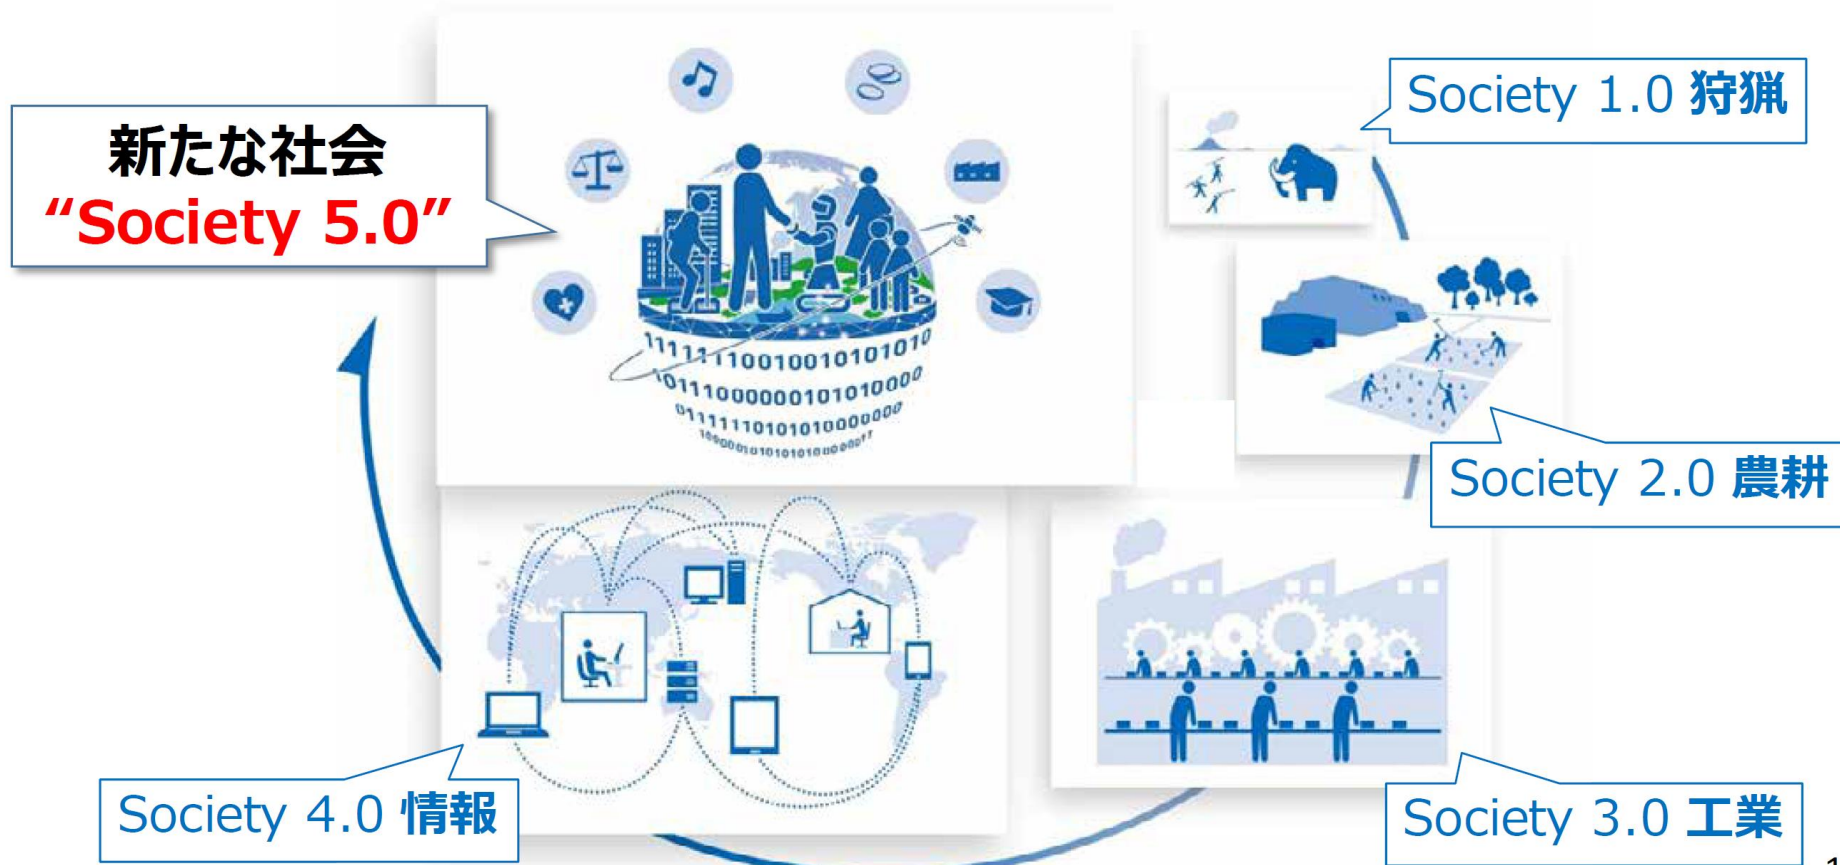 新たな社会
“Society 5.0”
Society 1.0 狩猟
Society 2.0 農耕
Society 3.0 工業
Society 4.0 情報
1111111001001010101010